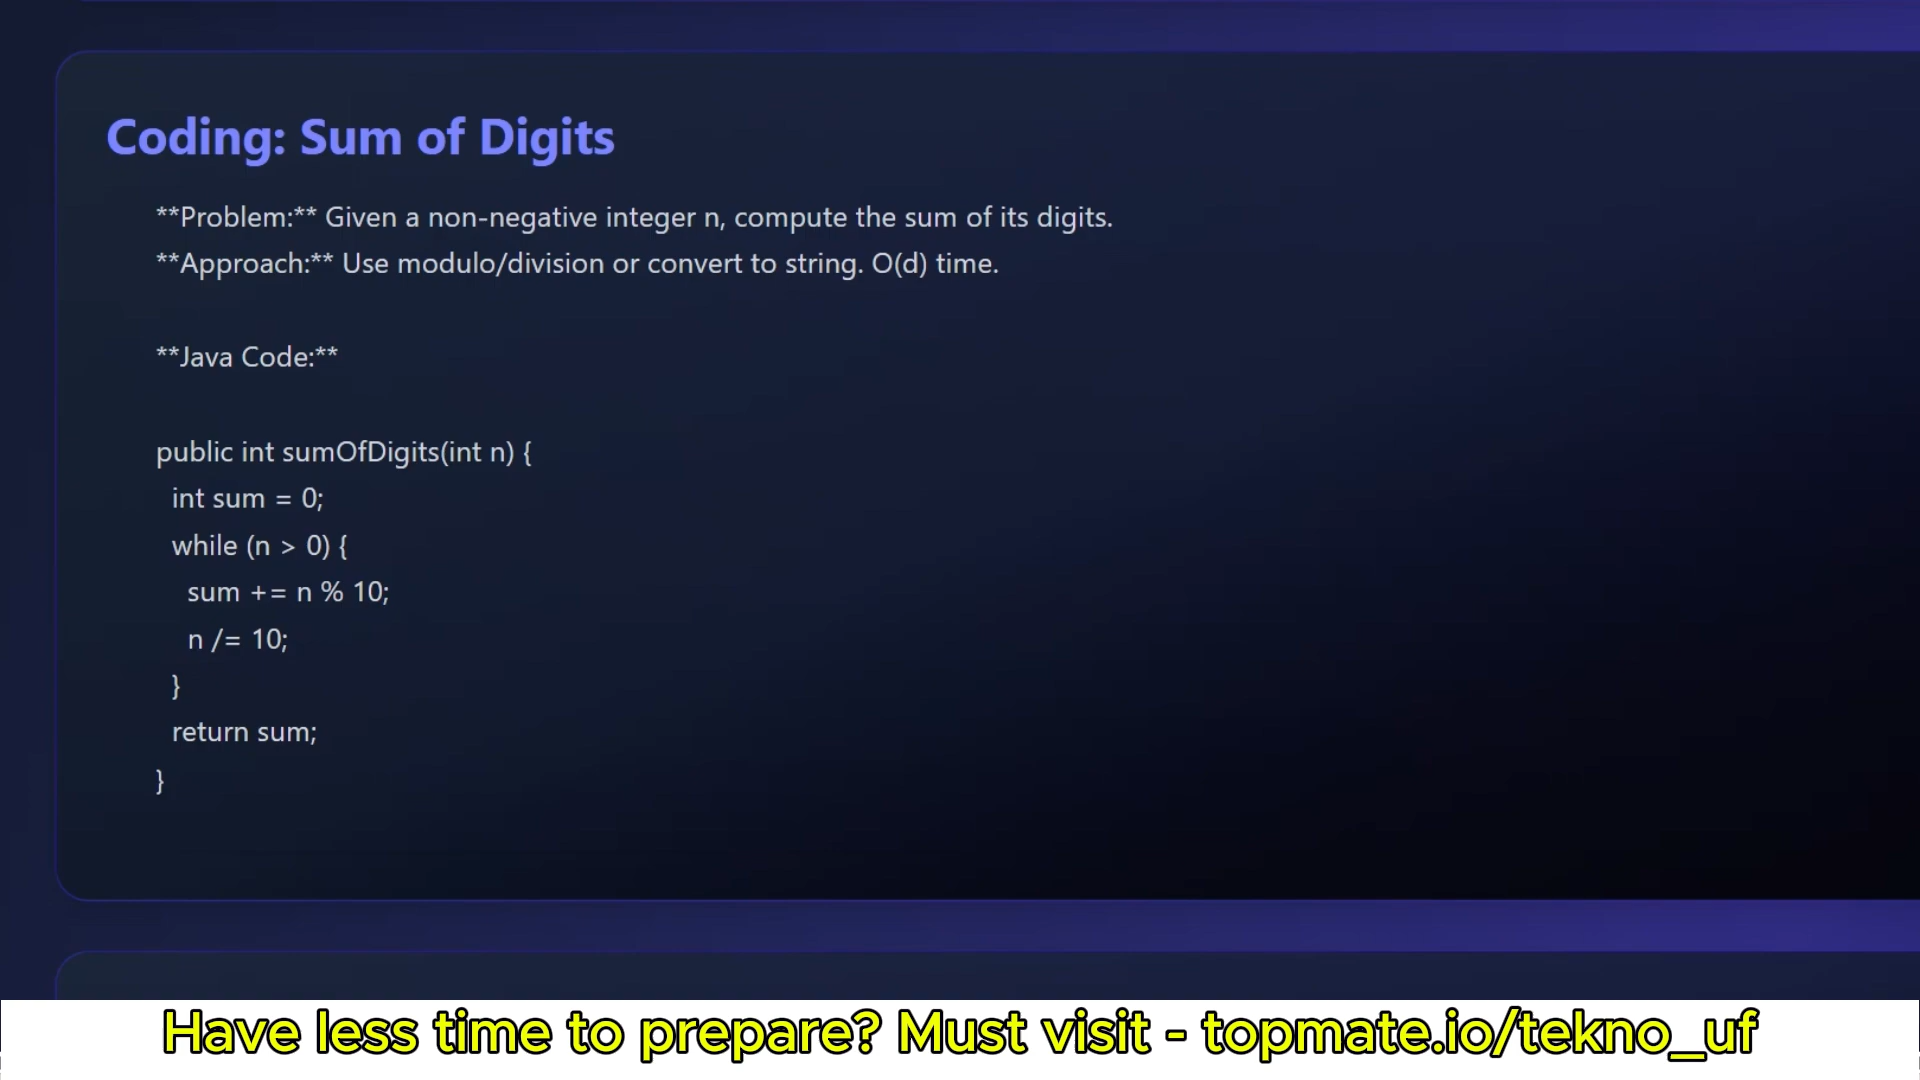 Coding: Sum of Digits
**Problem:** Given a non-negative integer n, compute the sum of its digits.
**Approach:** Use modulo/division or convert to string. O(d) time.
**Java Code:**
public int sumOfDigits(int n) {
int sum = 0;
while (n > 0) {
sum += n % 10;
n /= 10;
}
return sum;
}
Have less time to prepare? Must visit - topmate.io/tekno_uf